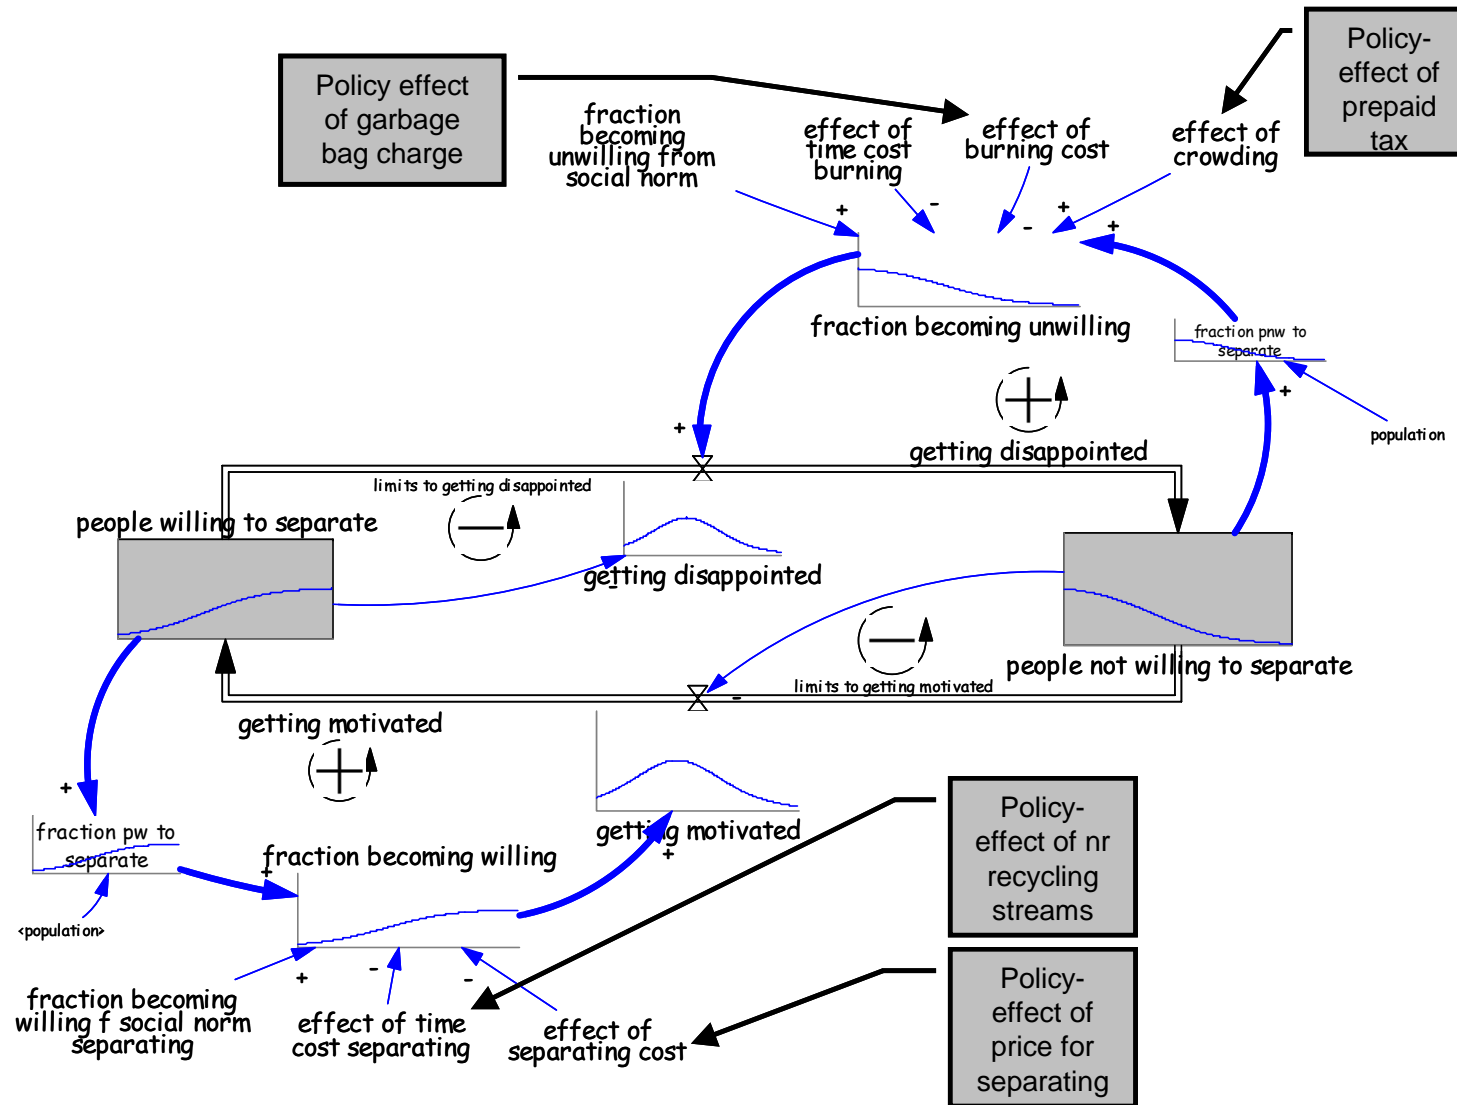 Policy effect
of garbage
bag charge
Policy-
effect of
prepaid
tax
fraction
becoming
unwilling from
social norm
effect of
time cost
burning
effect of
burning cost
effect of
crowding
+
-
-
+
+
fraction becoming unwilling
fraction pnw to
separate
+
population
+
getting disappointed
limits to getting disappointed
people willing to separate
getting disappointed
-
people not willing to separate
limits to getting motivated
-
getting motivated
+
fraction pw to
separate
<population>
+
fraction becoming willing
getting motivated
+
+
-
-
fraction becoming
willing f social norm
separating
effect of time
cost separating
effect of
separating cost
Policy-
effect of nr
recycling
streams
Policy-
effect of
price for
separating